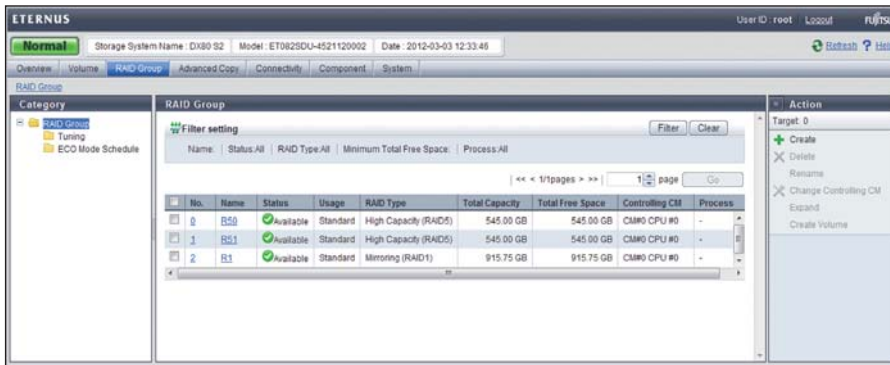 ETERNUS
User ID : root Logout
Normal Storage System Name : DX80 S2 Model : ET082SDU-4521120002 Date : 2012-03-03 12:33:46 Refresh ?
Overview Volume RAID Group Advanced Copy Connectivity Component System
RAID Group
Category
RAID Group
Tuning
ECO Mode Schedule
RAID Group
Filter setting Filter Clear
Name: Status:All RAID Type:All Minimum Total Free Space: Process:All
<< < 1/1pages > >> 1 page Go
No. Name Status Usage RAID Type Total Capacity Total Free Space Controlling CM Process
0 R50 Available Standard High Capacity (RAID5) 545.00 GB 545.00 GB CM#0 CPU #0 -
1 R51 Available Standard High Capacity (RAID5) 545.00 GB 545.00 GB CM#0 CPU #0 -
2 R1 Available Standard Mirroring (RAID1) 915.75 GB 915.75 GB CM#0 CPU #0 -
Action
Target: 0
Create
Delete
Rename
Change Controlling CM
Expand
Create Volume